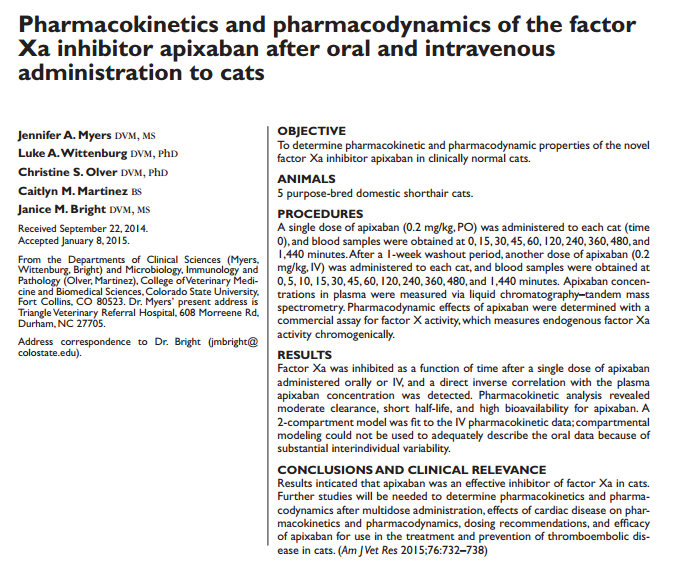 Pharmacokinetics and pharmacodynamics of the factor
Xa inhibitor apixaban after oral and intravenous
administration to cats
Jennifer A. Myers DVM, MS
Luke A. Wittenburg DVM, PhD
Christine S. Olver DVM, PhD
Caitlyn M. Martinez BS
Janice M. Bright DVM, MS
Received September 22, 2014.
Accepted January 8, 2015.
From the Departments of Clinical Sciences (Myers,
Wittenburg, Bright) and Microbiology, Immunology and
Pathology (Olver, Martinez), College of Veterinary Medi-
cine and Biomedical Sciences, Colorado State University,
Fort Collins, CO 80523. Dr. Myers' present address is
Triangle Veterinary Referral Hospital, 608 Morreene Rd,
Durham, NC 27705.
Address correspondence to Dr. Bright (jmbright@
colostate.edu).
OBJECTIVE
To determine pharmacokinetic and pharmacodynamic properties of the novel
factor Xa inhibitor apixaban in clinically normal cats.
ANIMALS
5 purpose-bred domestic shorthair cats.
PROCEDURES
A single dose of apixaban (0.2 mg/kg, PO) was administered to each cat (time
0), and blood samples were obtained at 0, 15, 30, 45, 60, 120, 240, 360, 480, and
1,440 minutes. After a 1-week washout period, another dose of apixaban (0.2
mg/kg, IV) was administered to each cat, and blood samples were obtained at
0, 5, 10, 15, 30, 45, 60, 120, 240, 360, 480, and 1,440 minutes. Apixaban concen-
trations in plasma were measured via liquid chromatography–tandem mass
spectrometry. Pharmacodynamic effects of apixaban were determined with a
commercial assay for factor X activity, which measures endogenous factor Xa
activity chromogenically.
RESULTS
Factor Xa was inhibited as a function of time after a single dose of apixaban
administered orally or IV, and a direct inverse correlation with the plasma
apixaban concentration was detected. Pharmacokinetic analysis revealed
moderate clearance, short half-life, and high bioavailability for apixaban. A
2-compartment model was fit to the IV pharmacokinetic data; compartmental
modeling could not be used to adequately describe the oral data because of
substantial interindividual variability.
CONCLUSIONS AND CLINICAL RELEVANCE
Results inticated that apixaban was an effective inhibitor of factor Xa in cats.
Further studies will be needed to determine pharmacokinetics and pharma-
codynamics after multidose administration, effects of cardiac disease on phar-
macokinetics and pharmacodynamics, dosing recommendations, and efficacy
of apixaban for use in the treatment and prevention of thromboembolic dis-
ease in cats. (Am J Vet Res 2015;76:732–738)